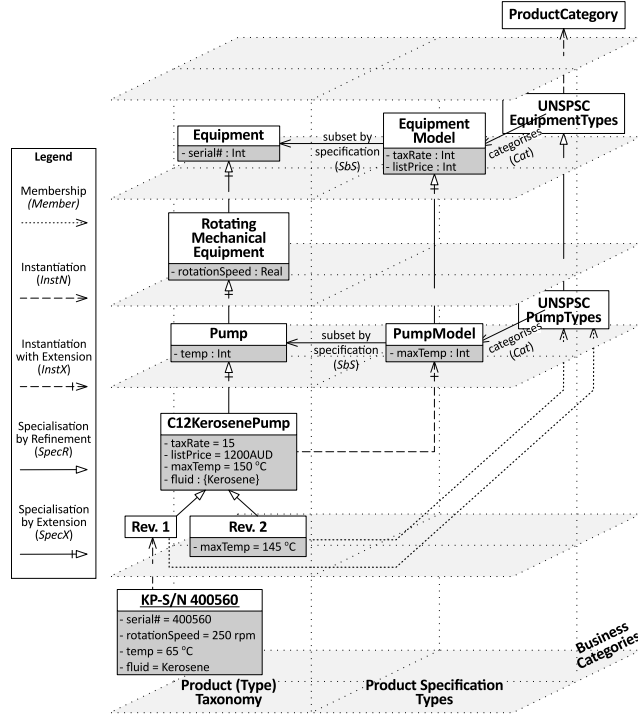 ProductCategory
UNSPSC
EquipmentTypes
Equipment
- serial# : Int
subset by
specification
(SbS)
Equipment
Model
- taxRate : Int
- listPrice : Int
categorises
(Cat)
Legend
Membership
(Member)
Instantiation
(InstN)
Instantiation
with Extension
(InstX)
Specialisation
by Refinement
(SpecR)
Specialisation
by Extension
(SpecX)
Rotating
Mechanical
Equipment
- rotationSpeed : Real
UNSPSC
PumpTypes
Pump
- temp : Int
subset by
specification
(SbS)
PumpModel
- maxTemp : Int
categorises
(Cat)
C12KerosenePump
- taxRate = 15
- listPrice = 1200AUD
- maxTemp = 150 °C
- fluid : {Kerosene}
Rev. 1
Rev. 2
- maxTemp = 145 °C
KP-S/N 400560
- serial# = 400560
- rotationSpeed = 250 rpm
- temp = 65 °C
- fluid = Kerosene
Product (Type)
Taxonomy
Product Specification
Types
Business
Categories